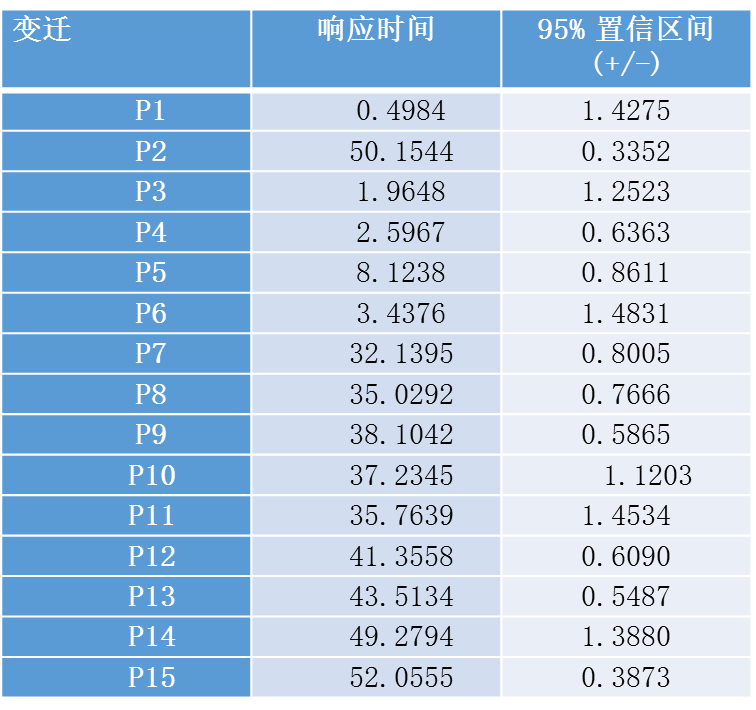 变迁 响应时间 95% 置信区间
(+/-)
P1 0.4984 1.4275
P2 50.1544 0.3352
P3 1.9648 1.2523
P4 2.5967 0.6363
P5 8.1238 0.8611
P6 3.4376 1.4831
P7 32.1395 0.8005
P8 35.0292 0.7666
P9 38.1042 0.5865
P10 37.2345 1.1203
P11 35.7639 1.4534
P12 41.3558 0.6090
P13 43.5134 0.5487
P14 49.2794 1.3880
P15 52.0555 0.3873